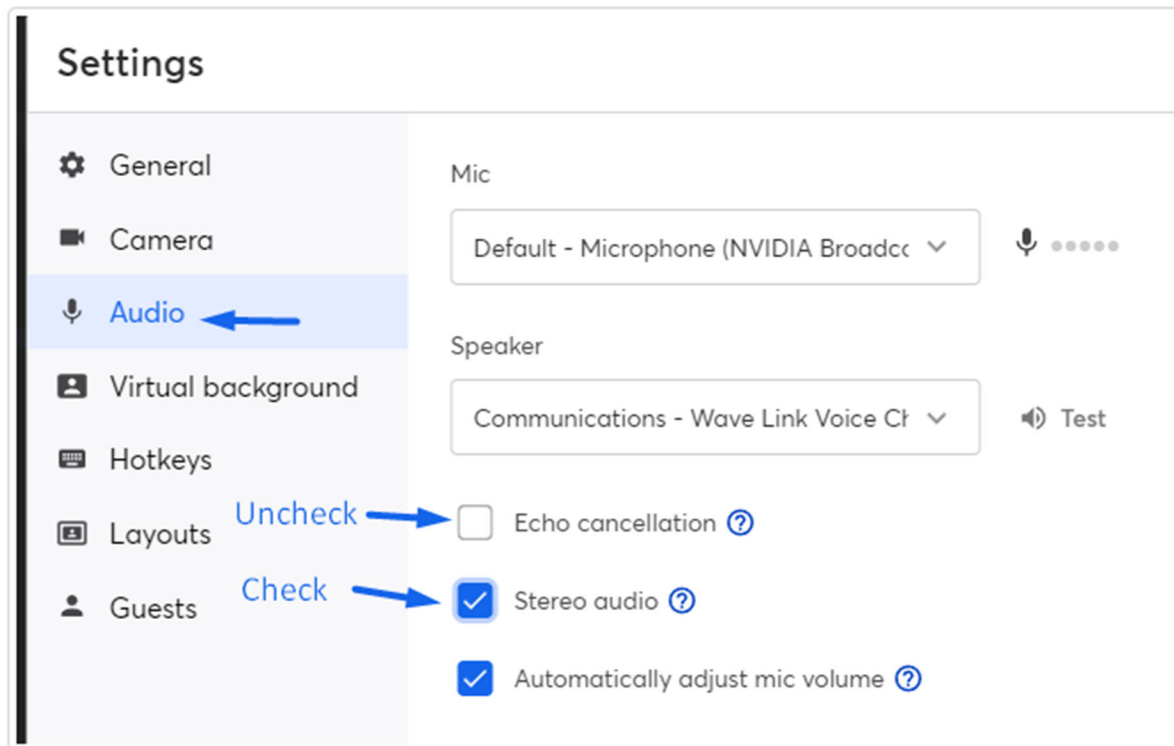 Settings
General
Camera
Audio
Virtual background
Hotkeys
Layouts
Guests
Mic
Default - Microphone (NVIDIA Broadcc
Speaker
Communications - Wave Link Voice Ch
Test
Uncheck
Echo cancellation ?
Check
Stereo audio ?
Automatically adjust mic volume ?